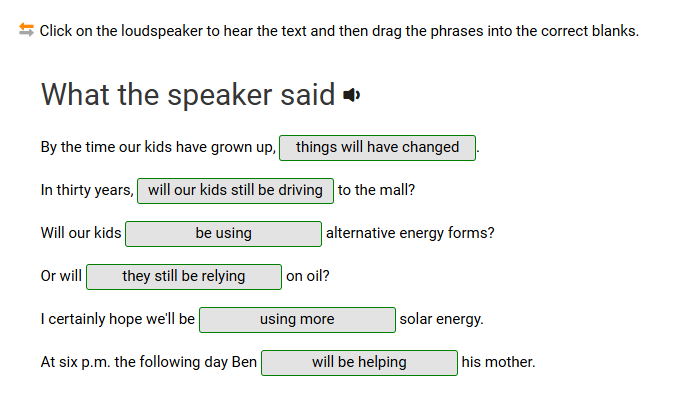 Click on the loudspeaker to hear the text and then drag the phrases into the correct blanks.
What the speaker said
By the time our kids have grown up, things will have changed.
In thirty years, will our kids still be driving to the mall?
Will our kids be using alternative energy forms?
Or will they still be relying on oil?
I certainly hope we'll be using more solar energy.
At six p.m. the following day Ben will be helping his mother.